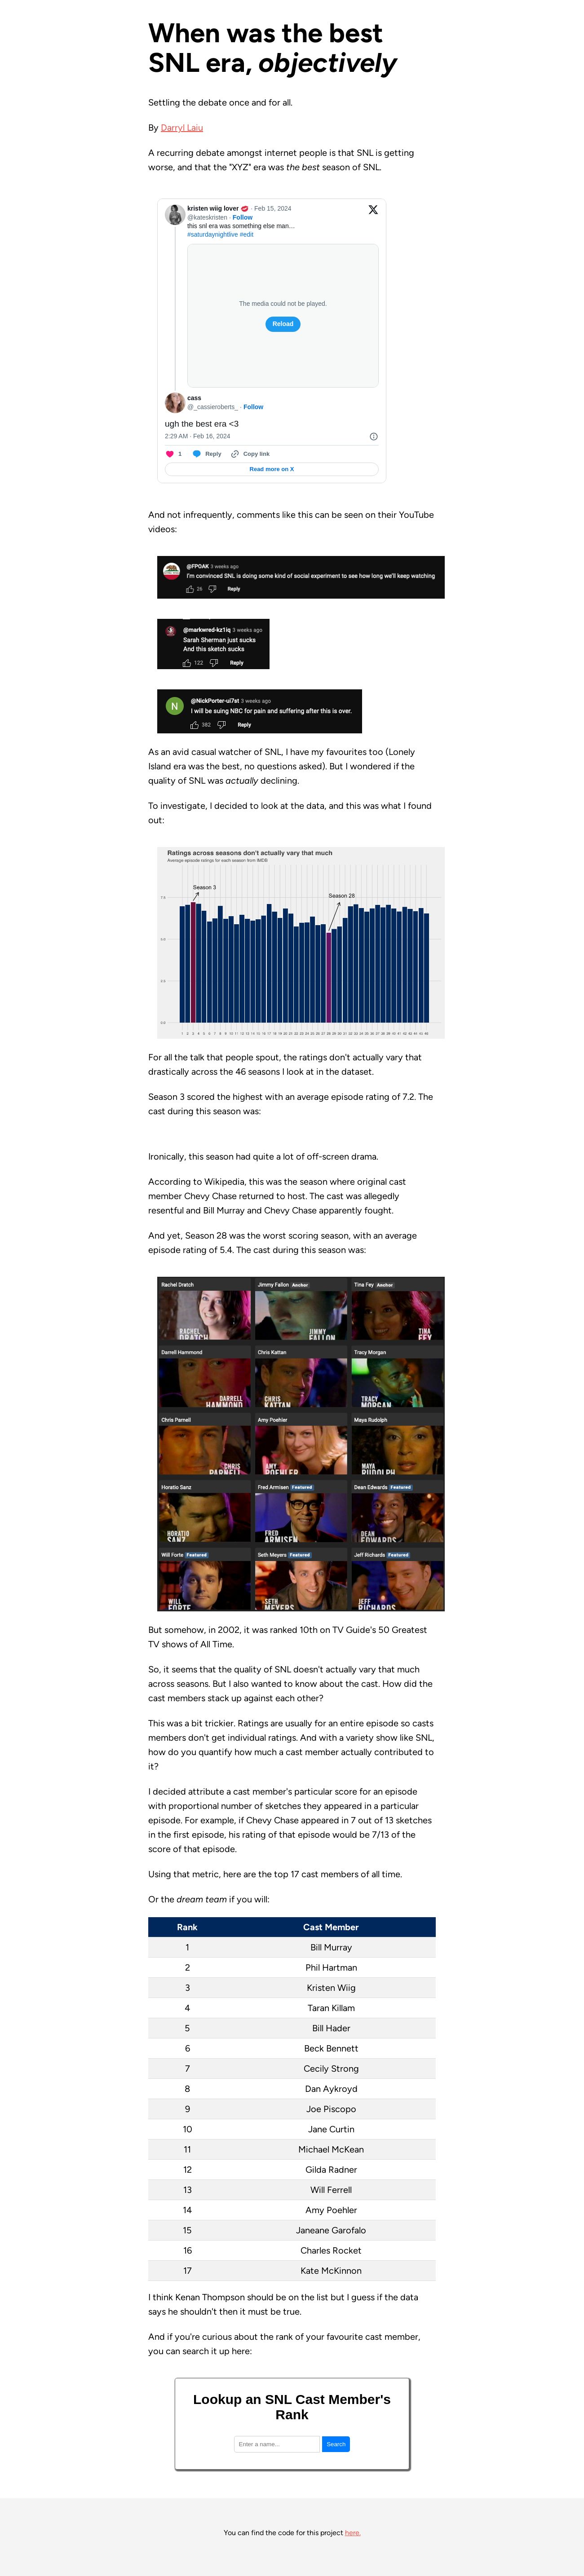 When was the best
SNL era, objectively
Settling the debate once and for all.
By Darryl Laiu
A recurring debate amongst internet people is that SNL is getting
worse, and that the "XYZ" era was the best season of SNL.
kristen wiig lover 💋 · Feb 15, 2024
@kateskristen · Follow
this snl era was something else man…
#saturdaynightlive #edit
The media could not be played.
Reload
cass
@_cassieroberts_ · Follow
ugh the best era <3
2:29 AM · Feb 16, 2024
1 Reply Copy link
Read more on X
And not infrequently, comments like this can be seen on their YouTube
videos:
@FPOAK 3 weeks ago
I'm convinced SNL is doing some kind of social experiment to see how long we'll keep watching
26 Reply
@markwred-kz1iq 3 weeks ago
Sarah Sherman just sucks
And this sketch sucks
122 Reply
N
@NickPorter-ul7st 3 weeks ago
I will be suing NBC for pain and suffering after this is over.
382 Reply
As an avid casual watcher of SNL, I have my favourites too (Lonely
Island era was the best, no questions asked). But I wondered if the
quality of SNL was actually declining.
To investigate, I decided to look at the data, and this was what I found
out:
Ratings across seasons don't actually vary that much
Average episode ratings for each season from IMDB
Season 3
Season 28
7.5
5.0
2.5
0.0
1 2 3 4 5 6 7 8 9 10 11 12 13 14 15 16 17 18 19 20 21 22 23 24 25 26 27 28 29 30 31 32 33 34 35 36 37 38 39 40 41 42 43 44 45 46
For all the talk that people spout, the ratings don't actually vary that
drastically across the 46 seasons I look at in the dataset.
Season 3 scored the highest with an average episode rating of 7.2. The
cast during this season was:
Ironically, this season had quite a lot of off-screen drama.
According to Wikipedia, this was the season where original cast
member Chevy Chase returned to host. The cast was allegedly
resentful and Bill Murray and Chevy Chase apparently fought.
And yet, Season 28 was the worst scoring season, with an average
episode rating of 5.4. The cast during this season was:
Rachel Dratch Jimmy Fallon Anchor Tina Fey Anchor
RACHEL DRATCH JIMMY FALLON TINA FEY
Darrell Hammond Chris Kattan Tracy Morgan
DARRELL HAMMOND CHRIS KATTAN TRACY MORGAN
Chris Parnell Amy Poehler Maya Rudolph
CHRIS PARNELL AMY POEHLER MAYA RUDOLPH
Horatio Sanz Fred Armisen Featured Dean Edwards Featured
HORATIO SANZ FRED ARMISEN DEAN EDWARDS
Will Forte Featured Seth Meyers Featured Jeff Richards Featured
WILL FORTE SETH MEYERS JEFF RICHARDS
But somehow, in 2002, it was ranked 10th on TV Guide's 50 Greatest
TV shows of All Time.
So, it seems that the quality of SNL doesn't actually vary that much
across seasons. But I also wanted to know about the cast. How did the
cast members stack up against each other?
This was a bit trickier. Ratings are usually for an entire episode so casts
members don't get individual ratings. And with a variety show like SNL,
how do you quantify how much a cast member actually contributed to
it?
I decided attribute a cast member's particular score for an episode
with proportional number of sketches they appeared in a particular
episode. For example, if Chevy Chase appeared in 7 out of 13 sketches
in the first episode, his rating of that episode would be 7/13 of the
score of that episode.
Using that metric, here are the top 17 cast members of all time.
Or the dream team if you will:
Rank Cast Member
1 Bill Murray
2 Phil Hartman
3 Kristen Wiig
4 Taran Killam
5 Bill Hader
6 Beck Bennett
7 Cecily Strong
8 Dan Aykroyd
9 Joe Piscopo
10 Jane Curtin
11 Michael McKean
12 Gilda Radner
13 Will Ferrell
14 Amy Poehler
15 Janeane Garofalo
16 Charles Rocket
17 Kate McKinnon
I think Kenan Thompson should be on the list but I guess if the data
says he shouldn't then it must be true.
And if you're curious about the rank of your favourite cast member,
you can search it up here:
Lookup an SNL Cast Member's
Rank
Enter a name... Search
You can find the code for this project here.